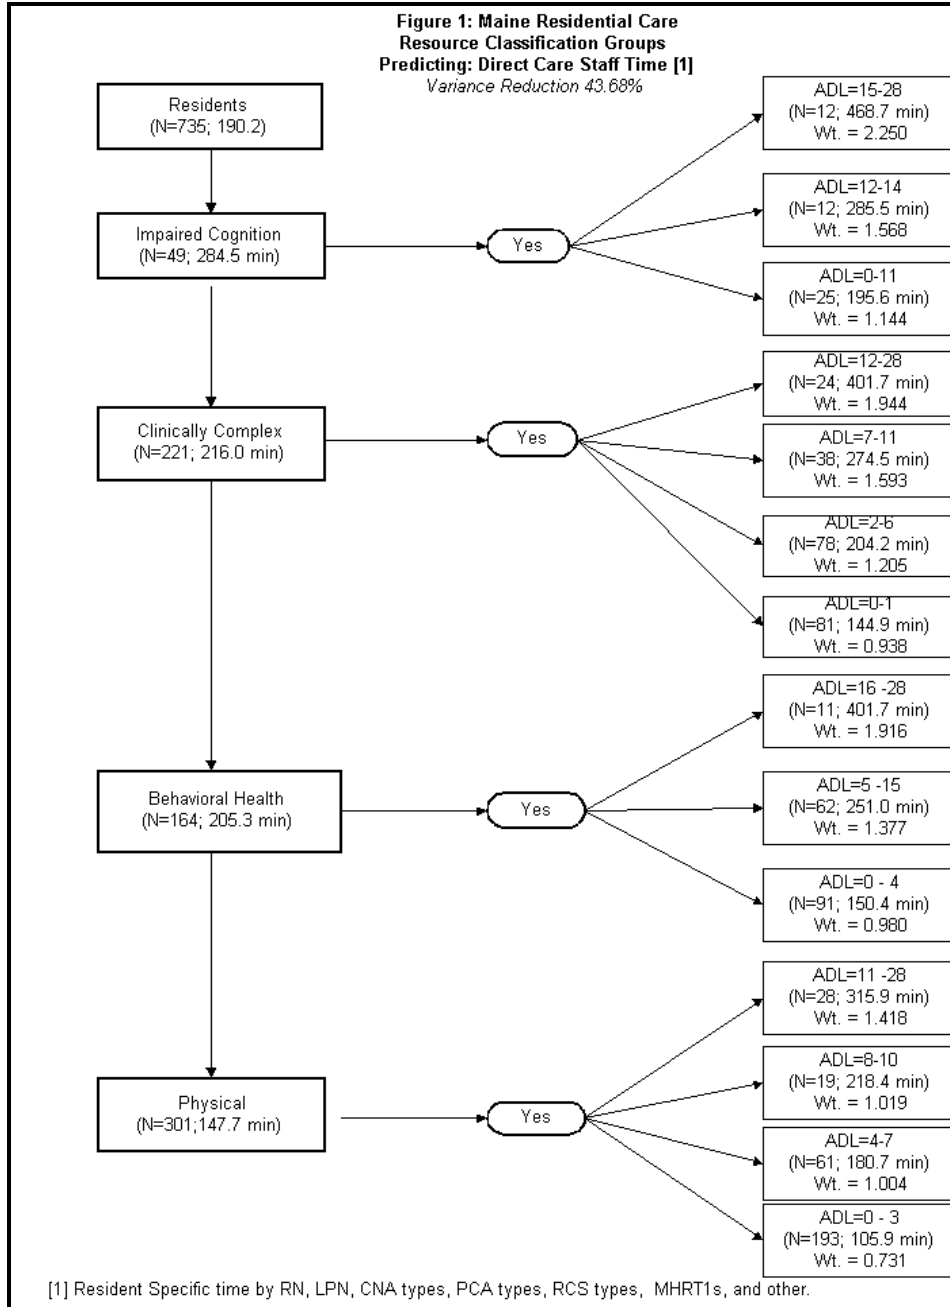 Figure 1: Maine Residential Care
Resource Classification Groups
Predicting: Direct Care Staff Time [1]
Variance Reduction 43.68%
Residents
(N=735; 190.2)
Impaired Cognition
(N=49; 284.5 min)
Yes
ADL=15-28
(N=12; 468.7 min)
Wt. = 2.250
ADL=12-14
(N=12; 285.5 min)
Wt. = 1.568
ADL=0-11
(N=25; 195.6 min)
Wt. = 1.144
Clinically Complex
(N=221; 216.0 min)
Yes
ADL=12-28
(N=24; 401.7 min)
Wt. = 1.944
ADL=7-11
(N=38; 274.5 min)
Wt. = 1.593
ADL=2-6
(N=78; 204.2 min)
Wt. = 1.205
ADL=0-1
(N=81; 144.9 min)
Wt. = 0.938
Behavioral Health
(N=164; 205.3 min)
Yes
ADL=16 -28
(N=11; 401.7 min)
Wt. = 1.916
ADL=5 -15
(N=62; 251.0 min)
Wt. = 1.377
ADL=0 - 4
(N=91; 150.4 min)
Wt. = 0.980
Physical
(N=301;147.7 min)
Yes
ADL=11 -28
(N=28; 315.9 min)
Wt. = 1.418
ADL=8-10
(N=19; 218.4 min)
Wt. = 1.019
ADL=4-7
(N=61; 180.7 min)
Wt. = 1.004
ADL=0 - 3
(N=193; 105.9 min)
Wt. = 0.731
[1] Resident Specific time by RN, LPN, CNA types, PCA types, RCS types, MHRT1s, and other.